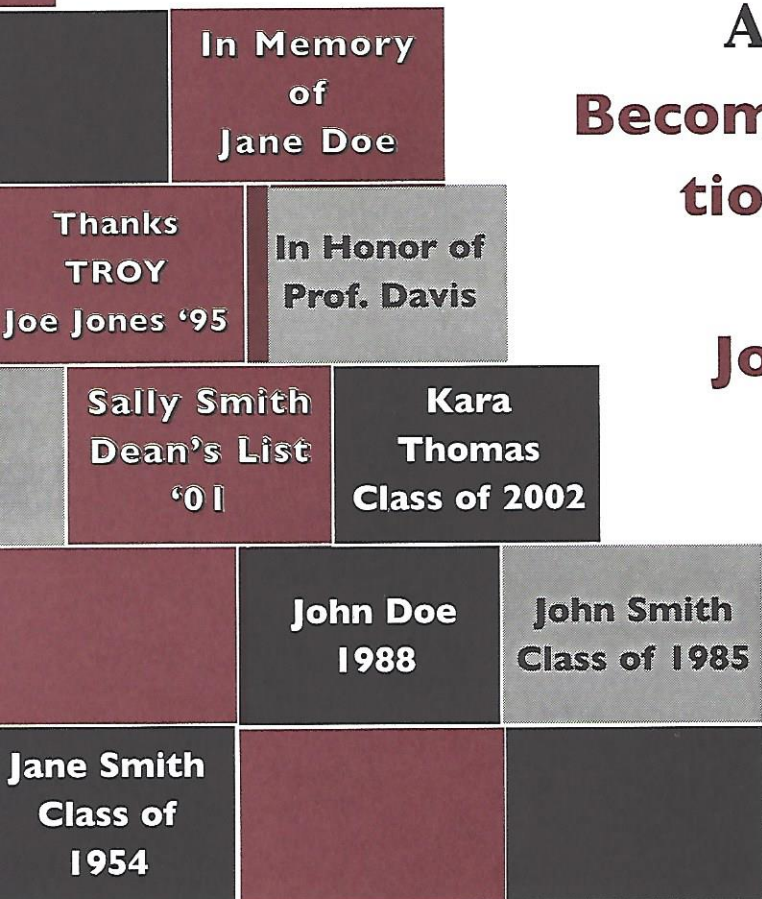 In Memory
of
Jane Doe
Thanks
TROY
Joe Jones ‘95
In Honor of
Prof. Davis
Sally Smith
Dean’s List
‘01
Kara
Thomas
Class of 2002
John Doe
1988
John Smith
Class of 1985
Jane Smith
Class of
1954